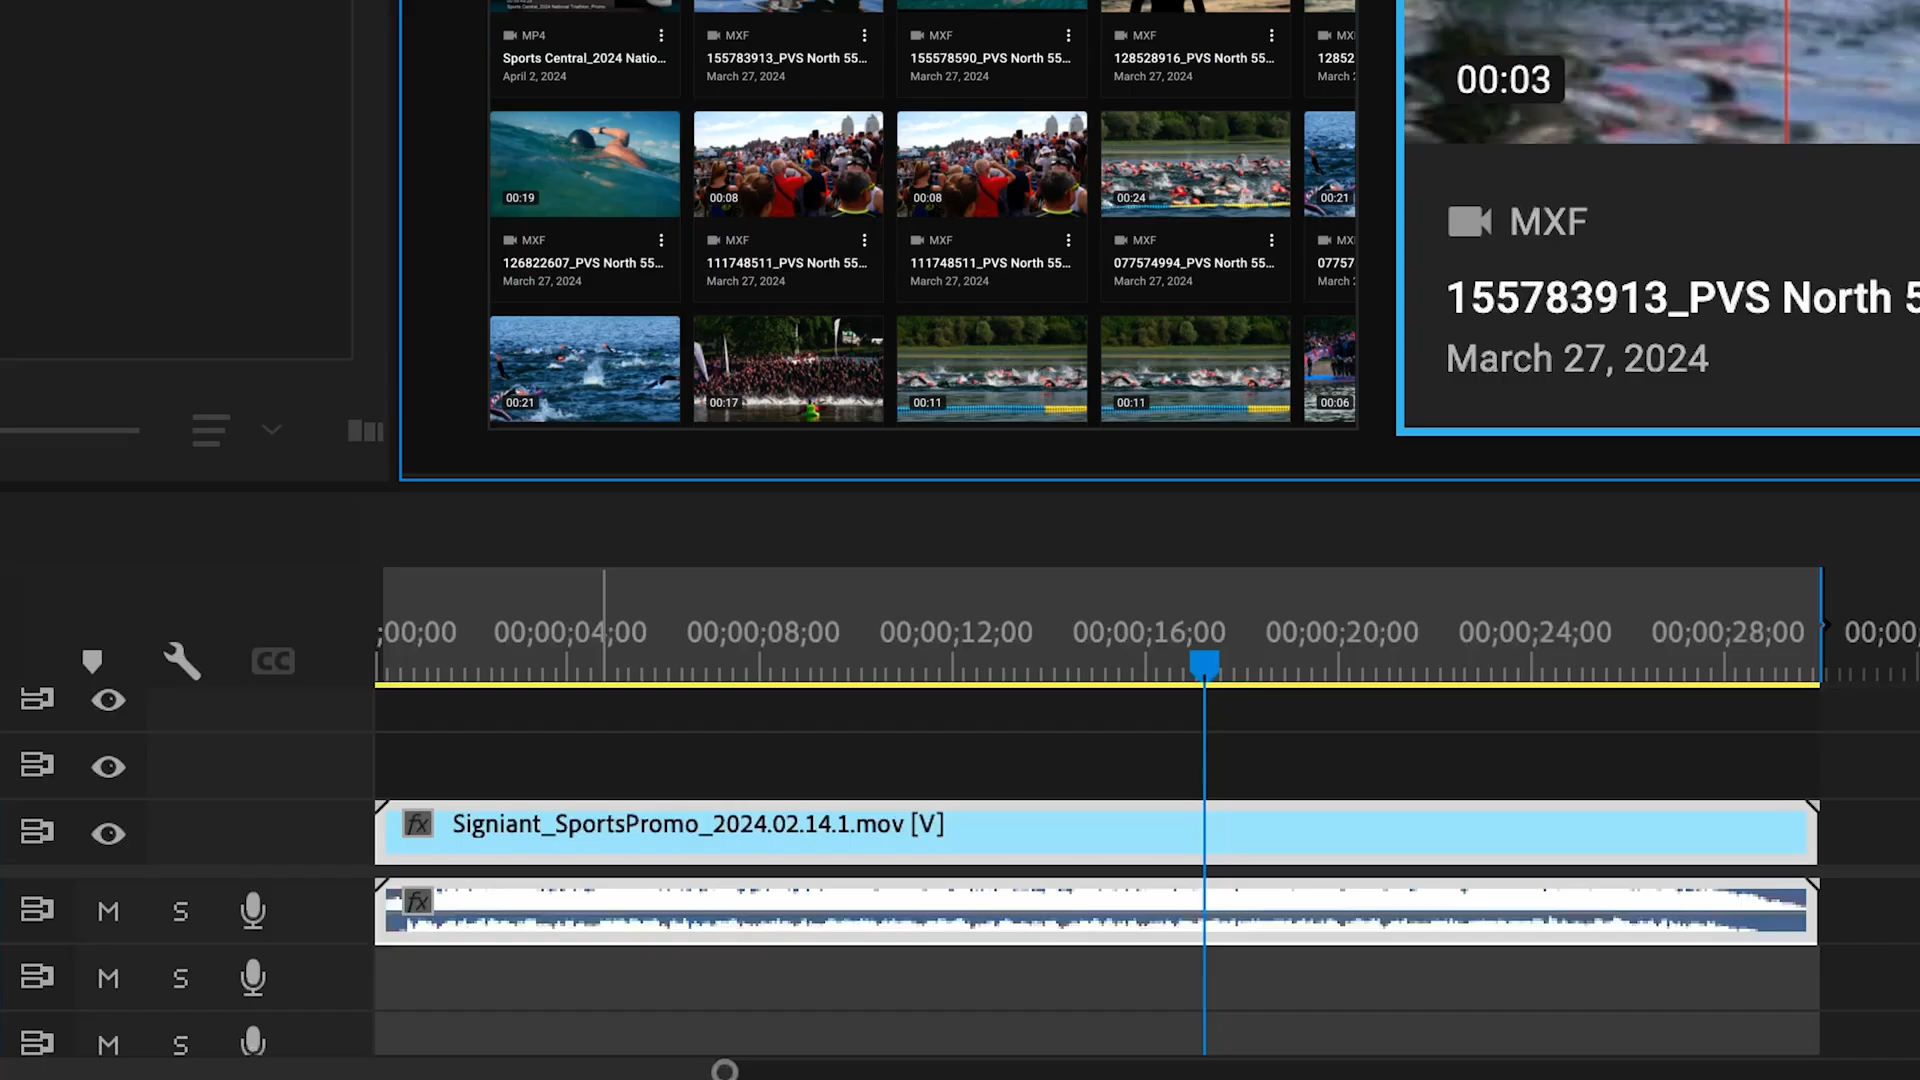 Sports Central_2024 National Triathlon_Promo
MP4
MXF
MXF
MXF
MX
Sports Central_2024 Natio...
155783913_PVS North 55...
155578590_PVS North 55...
128528916_PVS North 55...
12852
April 2, 2024
March 27, 2024
March 27, 2024
March 27, 2024
March
00:19
00:08
00:08
00:24
00:21
MXF
MXF
MXF
MXF
MX
126822607_PVS North 55...
111748511_PVS North 55...
111748511_PVS North 55...
077574994_PVS North 55...
07757
March 27, 2024
March 27, 2024
March 27, 2024
March 27, 2024
March
00:21
00:17
00:11
00:11
00:06
00:03
MXF
155783913_PVS North 5
March 27, 2024
;00;00
00;00;04;00
00;00;08;00
00;00;12;00
00;00;16;00
00;00;20;00
00;00;24;00
00;00;28;00
00;00;
CC
fx Signiant_SportsPromo_2024.02.14.1.mov [V]
M S
fx
M S
M S